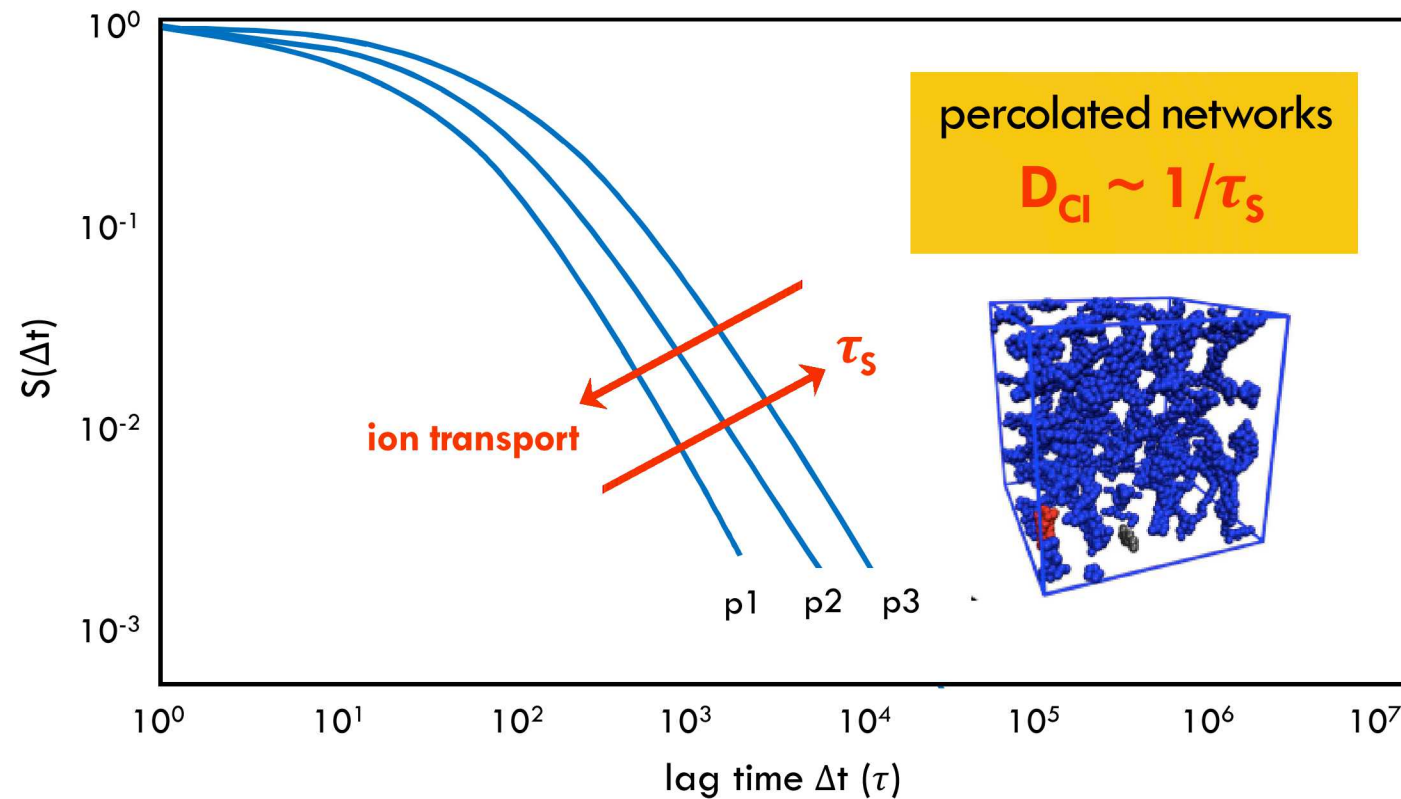 10⁰
10⁻¹
10⁻²
10⁻³
S(Δt)
percolated networks
D_CI ~ 1/τ_S
τ_S
ion transport
p1 p2 p3
10⁰ 10¹ 10² 10³ 10⁴ 10⁵ 10⁶ 10⁷
lag time Δt (τ)